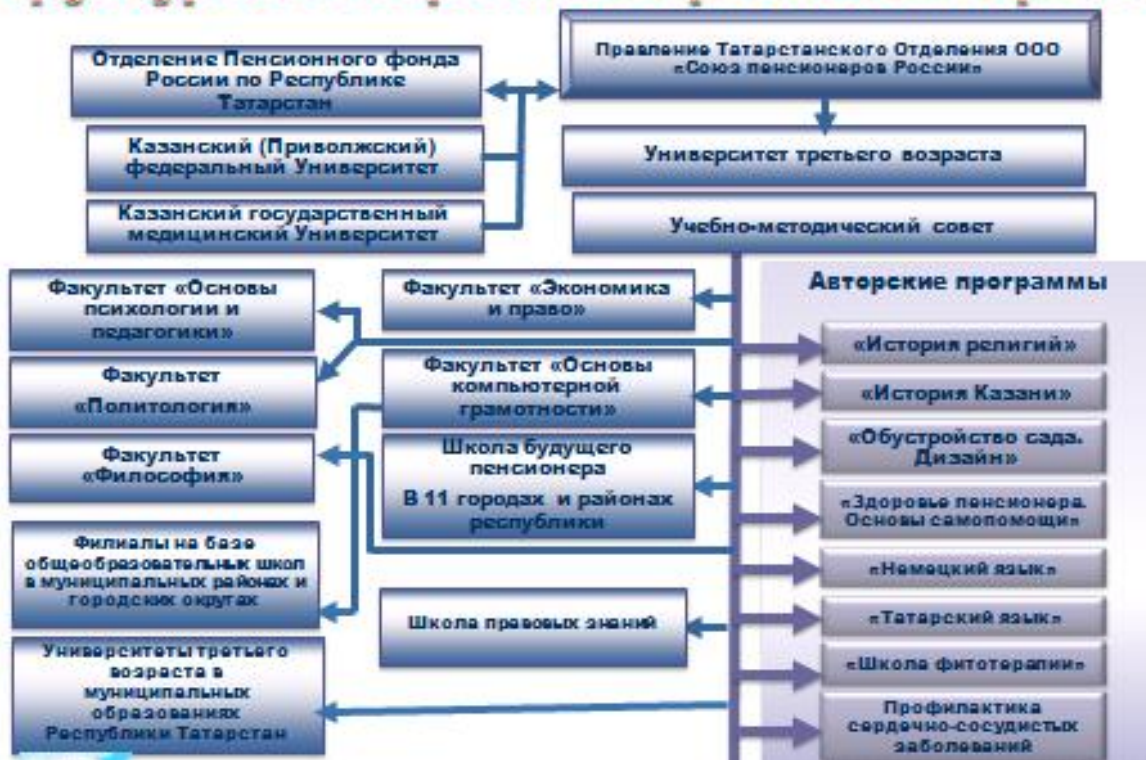 Отделение Пенсионного фонда
России по Республике
Татарстан
Правление Татарстанского Отделения ООО
«Союз пенсионеров России»
Казанский (Приволжский)
федеральный Университет
Университет третьего возраста
Казанский государственный
медицинский Университет
Учебно-методический совет
Факультет «Основы
психологии и
педагогики»
Факультет «Экономика
и право»
Авторские программы
«История религий»
Факультет
«Политология»
Факультет «Основы
компьютерной
грамотности»
«История Казани»
Факультет
«Философия»
Школа будущего
пенсионера
В 11 городах и районах
республики
«Обустройство сада.
Дизайн»
«Здоровье пенсионера.
Основы самопомощи»
Филиалы на базе
общеобразовательных школ
в муниципальных районах и
городских округах
«Немецкий язык»
Школа правовых знаний
«Татарский язык»
Университеты третьего
возраста в
муниципальных
образованиях
Республики Татарстан
«Школа фитотерапии»
Профилактика
сердечно-сосудистых
заболеваний